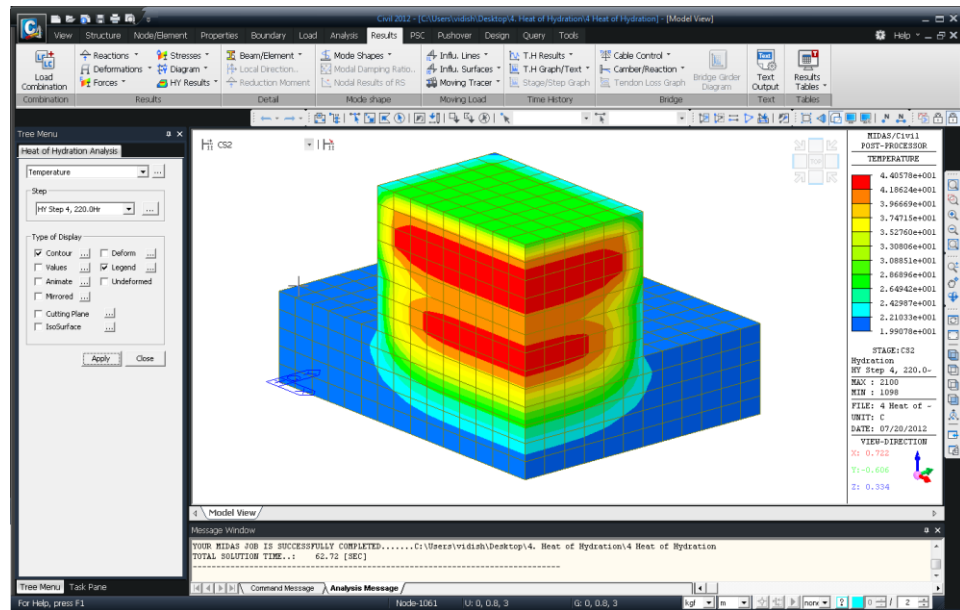 Civil 2012 - [C:\Users\vidish\Desktop\4. Heat of Hydration\4 Heat of Hydration] - [Model View]
View Structure Node/Element Properties Boundary Load Analysis Results PSC Pushover Design Query Tools Help
Load Combination
Reactions Deformations Forces
Stresses Diagram HY Results
Beam/Element Local Direction... Reduction Moment
Mode Shapes Modal Damping Ratio... Nodal Results of RS
Influ. Lines Influ. Surfaces Moving Tracer
T.H Results T.H Graph/Text Stage/Step Graph
Cable Control Camber/Reaction Tendon Loss Graph
Bridge Girder Diagram
Text Output
Results Tables
Combination Results Detail Mode shape Moving Load Time History Bridge Text Tables
Tree Menu
Heat of Hydration Analysis
Temperature
Step
HY Step 4, 220.0Hr
Type of Display
Contour ... Deform ...
Values ... Legend ...
Animate ... Undeformed
Mirrored ...
Cutting Plane ...
IsoSurface ...
Apply Close
CS2
TOP
MIDAS/Civil
POST-PROCESSOR
TEMPERATURE
4.40578e+001
4.18624e+001
3.96669e+001
3.74715e+001
3.52760e+001
3.30806e+001
3.08851e+001
2.86896e+001
2.64942e+001
2.42987e+001
2.21033e+001
1.99078e+001
STAGE:CS2
Hydration
HY Step 4, 220.0~
MAX : 2100
MIN : 1098
FILE: 4 Heat of ~
UNIT: C
DATE: 07/20/2012
VIEW-DIRECTION
X: 0.722
Y:-0.606
Z: 0.334
Model View
Message Window
YOUR MIDAS JOB IS SUCCESSFULLY COMPLETED.......C:\Users\vidish\Desktop\4. Heat of Hydration\4 Heat of Hydration
TOTAL SOLUTION TIME..: 62.72 [SEC]
Command Message Analysis Message
Tree Menu Task Pane
For Help, press F1 Node-1061 U: 0, 0.8, 3 G: 0, 0.8, 3 kgf m 0 / 2